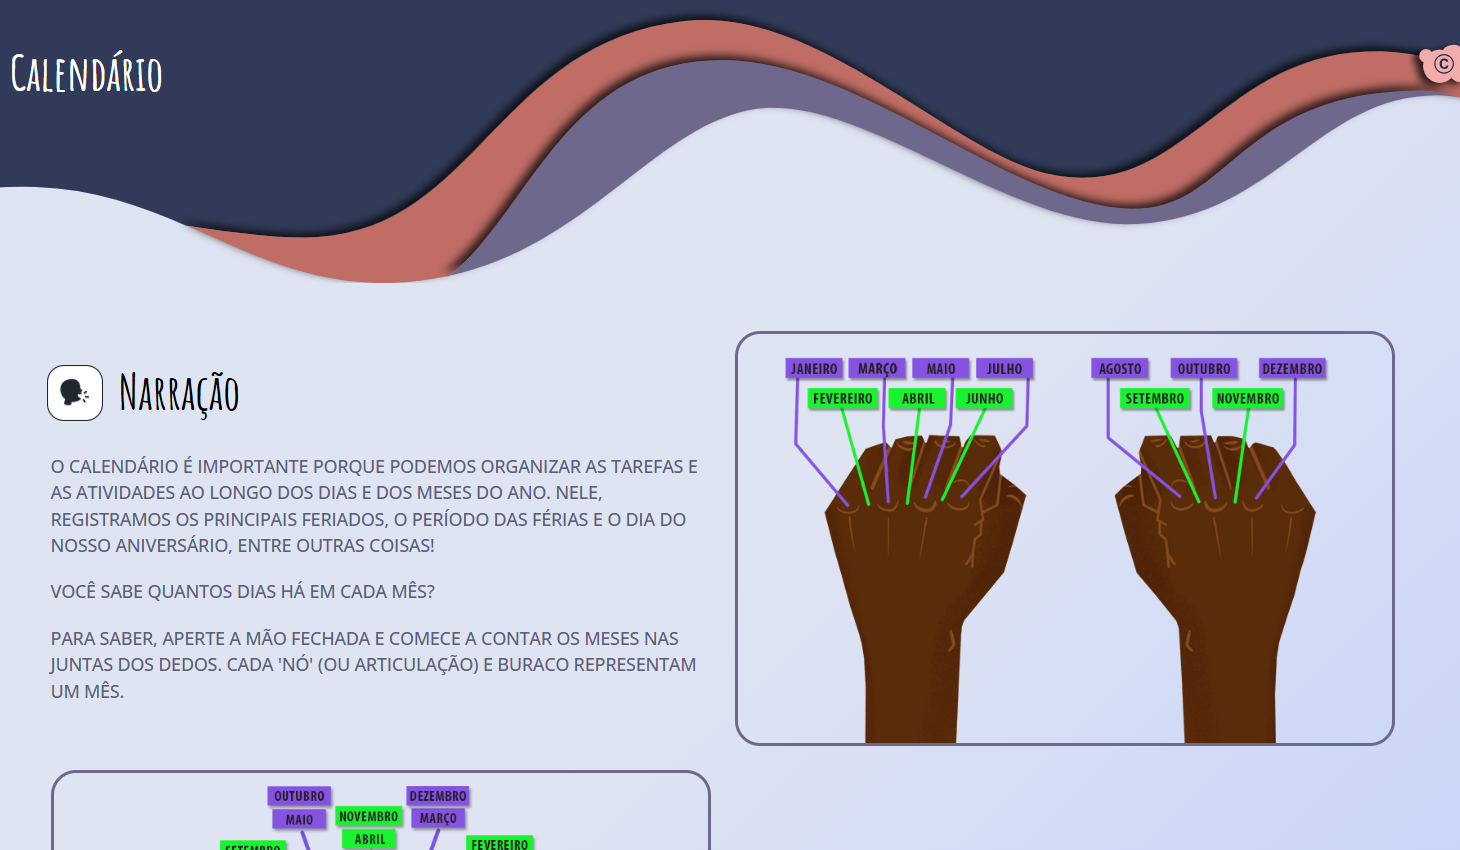 CALENDÁRIO
©
NARRAÇÃO
O CALENDÁRIO É IMPORTANTE PORQUE PODEMOS ORGANIZAR AS TAREFAS E
AS ATIVIDADES AO LONGO DOS DIAS E DOS MESES DO ANO. NELE,
REGISTRAMOS OS PRINCIPAIS FERIADOS, O PERÍODO DAS FÉRIAS E O DIA DO
NOSSO ANIVERSÁRIO, ENTRE OUTRAS COISAS!
VOCÊ SABE QUANTOS DIAS HÁ EM CADA MÊS?
PARA SABER, APERTE A MÃO FECHADA E COMECE A CONTAR OS MESES NAS
JUNTAS DOS DEDOS. CADA 'NÓ' (OU ARTICULAÇÃO) E BURACO REPRESENTAM
UM MÊS.
JANEIRO MARÇO MAIO JULHO AGOSTO OUTUBRO DEZEMBRO
FEVEREIRO ABRIL JUNHO SETEMBRO NOVEMBRO
OUTUBRO DEZEMBRO
MAIO NOVEMBRO MARÇO
ABRIL
SETEMBRO FEVEREIRO